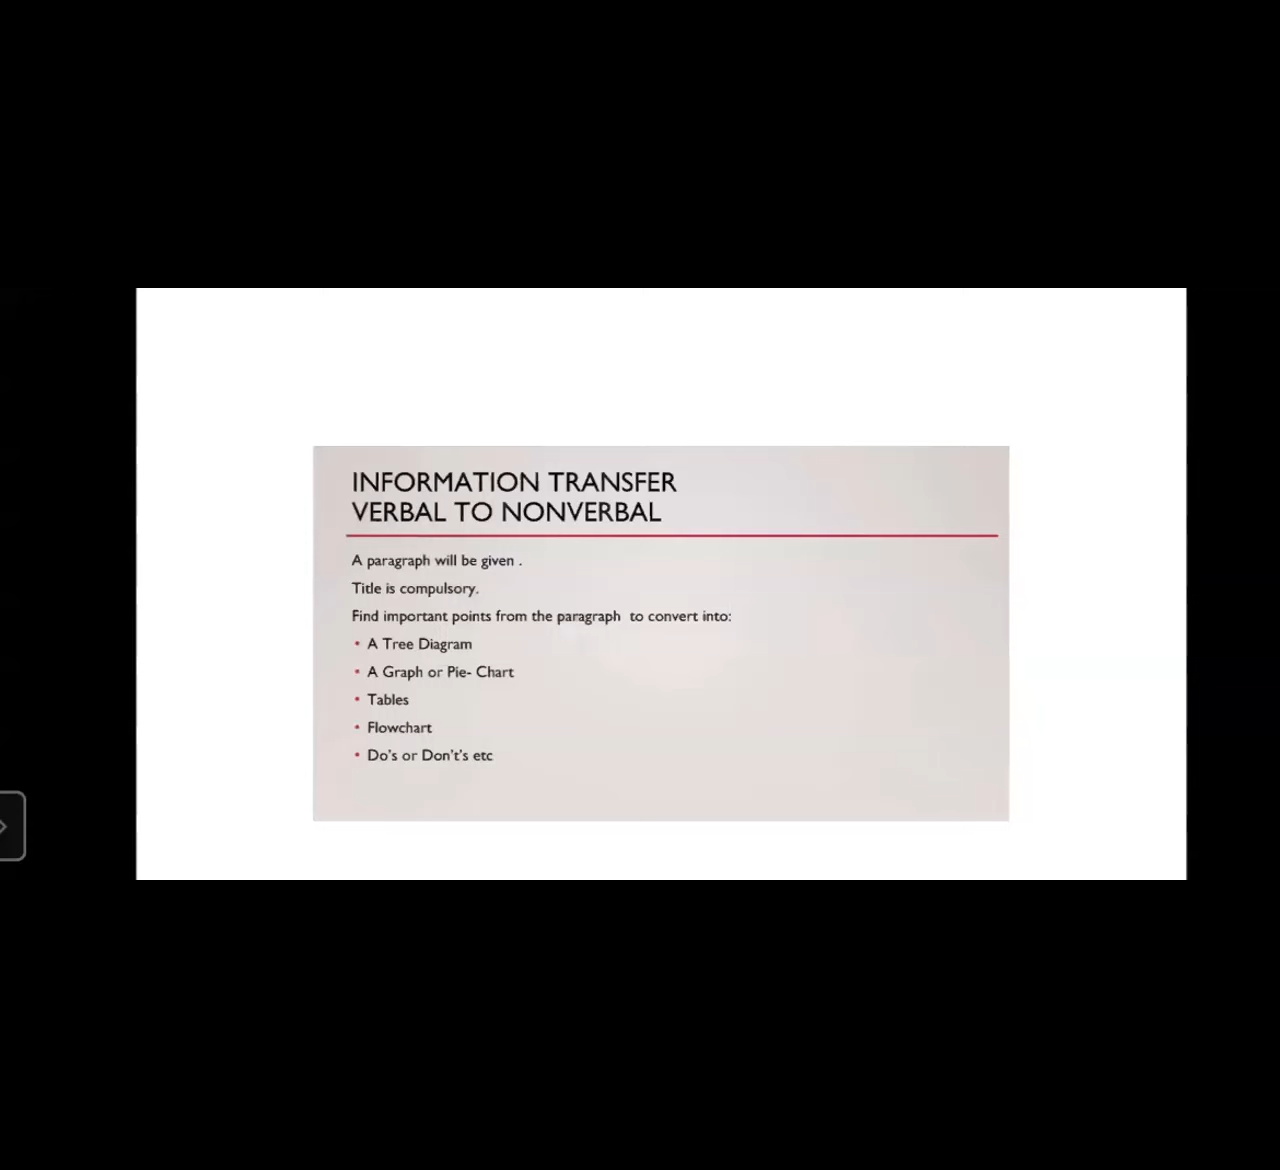 INFORMATION TRANSFER
VERBAL TO NONVERBAL
A paragraph will be given .
Title is compulsory.
Find important points from the paragraph  to convert into:
• A Tree Diagram
• A Graph or Pie- Chart
• Tables
• Flowchart
• Do's or Don't's etc